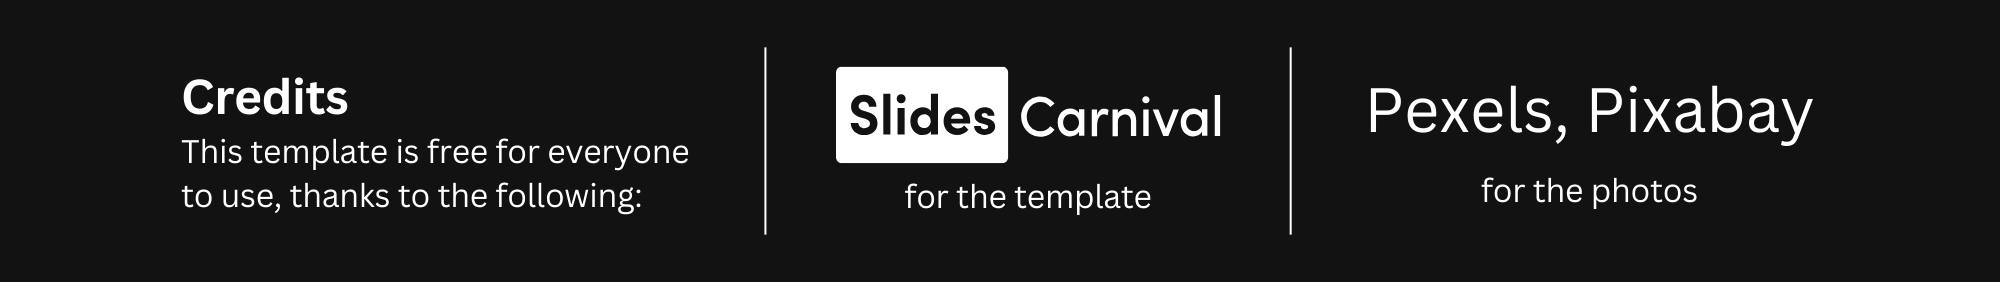 Credits
This template is free for everyone
to use, thanks to the following:
Slides Carnival
for the template
Pexels, Pixabay
for the photos